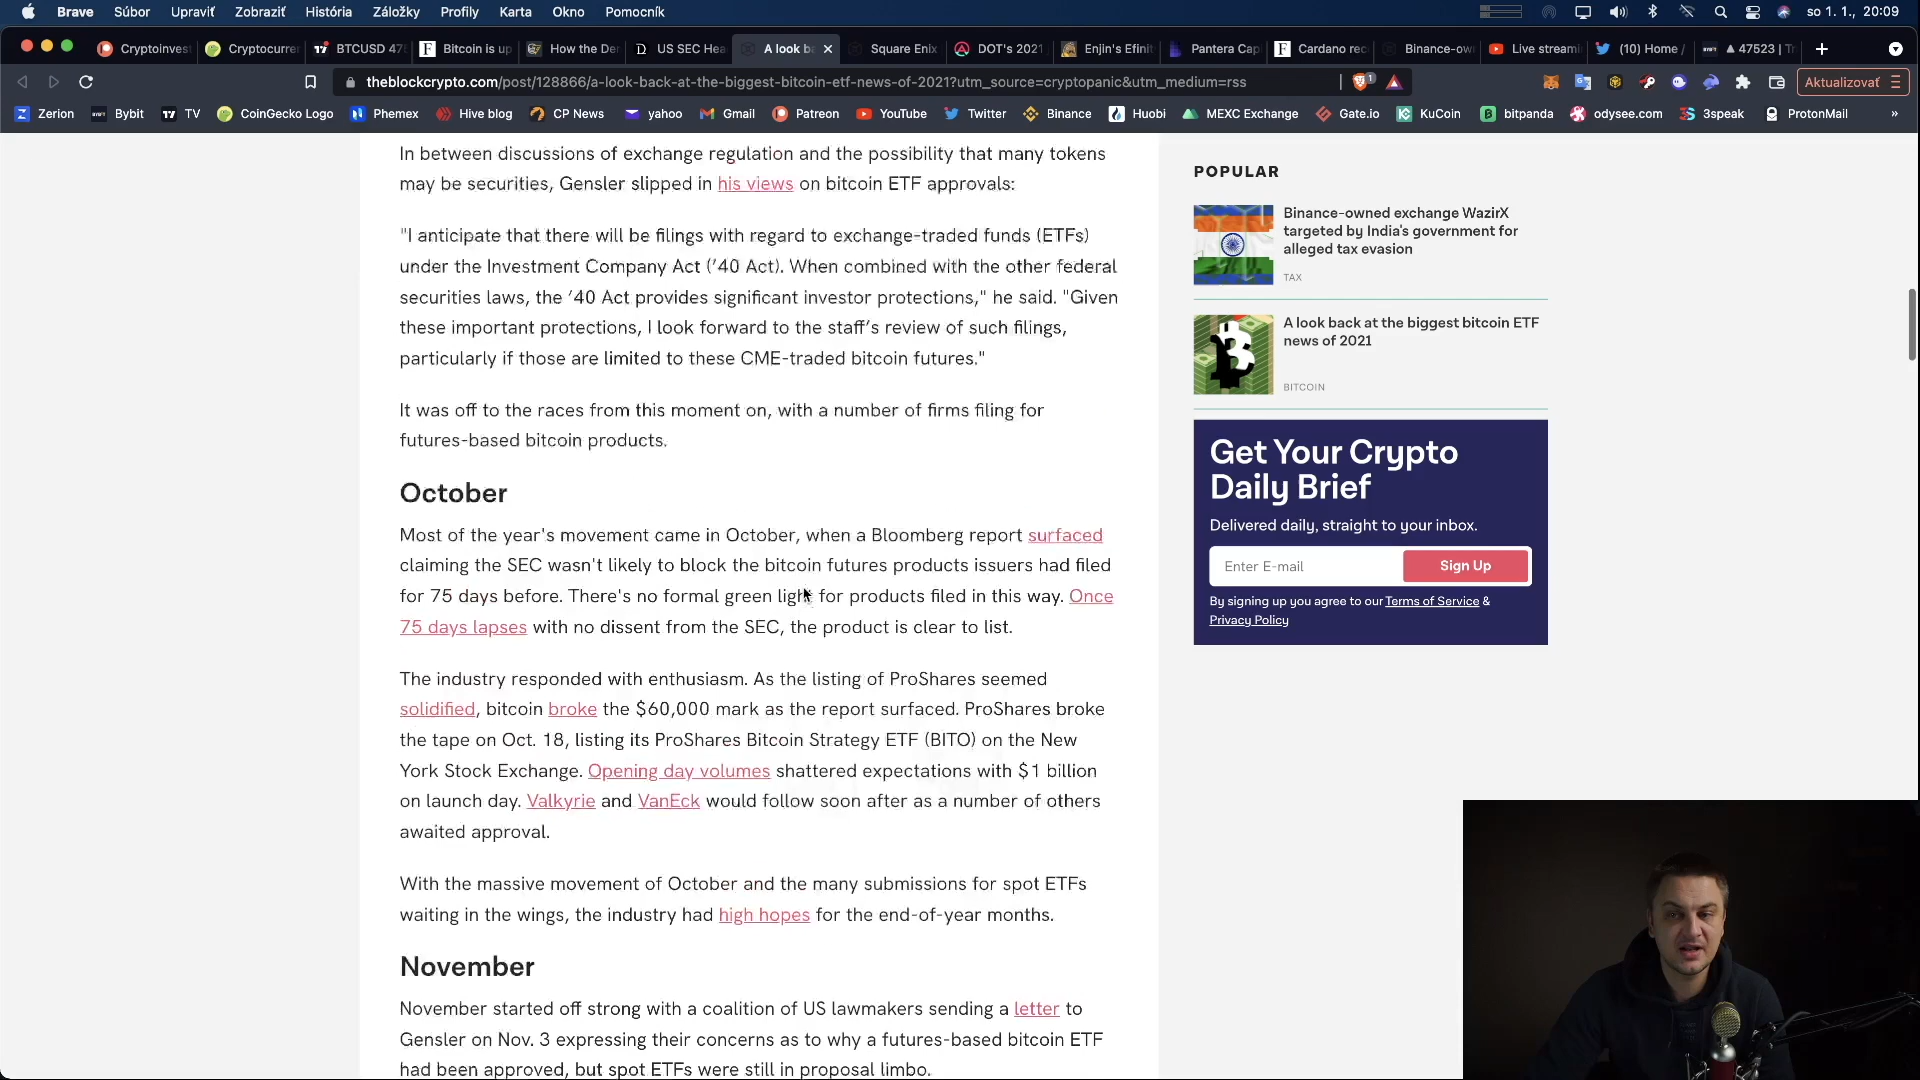 Brave Súbor Upraviť Zobraziť História Záložky Profily Karta Okno Pomocník so 1. 1., 20:09
Cryptoinvest Cryptocurren BTCUSD 47 Bitcoin is up How the De US SEC Hea A look b Square Enix DOT's 2021 Enjin's Efinit Pantera Cap Cardano rec Binance-ow Live streami (10) Home / ▲ 47523 | T
theblockcrypto.com/post/128866/a-look-back-at-the-biggest-bitcoin-etf-news-of-2021?utm_source=cryptopanic&utm_medium=rss 1 Aktualizovať
Zerion Bybit TV CoinGecko Logo Phemex Hive blog CP News yahoo Gmail Patreon YouTube Twitter Binance Huobi MEXC Exchange Gate.io KuCoin bitpanda odysee.com 3speak ProtonMail »
In between discussions of exchange regulation and the possibility that many tokens
may be securities, Gensler slipped in his views on bitcoin ETF approvals:
"I anticipate that there will be filings with regard to exchange-traded funds (ETFs)
under the Investment Company Act (’40 Act). When combined with the other federal
securities laws, the ’40 Act provides significant investor protections," he said. "Given
these important protections, I look forward to the staff’s review of such filings,
particularly if those are limited to these CME-traded bitcoin futures."
It was off to the races from this moment on, with a number of firms filing for
futures-based bitcoin products.
October
Most of the year's movement came in October, when a Bloomberg report surfaced
claiming the SEC wasn't likely to block the bitcoin futures products issuers had filed
for 75 days before. There's no formal green light for products filed in this way. Once
75 days lapses with no dissent from the SEC, the product is clear to list.
The industry responded with enthusiasm. As the listing of ProShares seemed
solidified, bitcoin broke the $60,000 mark as the report surfaced. ProShares broke
the tape on Oct. 18, listing its ProShares Bitcoin Strategy ETF (BITO) on the New
York Stock Exchange. Opening day volumes shattered expectations with $1 billion
on launch day. Valkyrie and VanEck would follow soon after as a number of others
awaited approval.
With the massive movement of October and the many submissions for spot ETFs
waiting in the wings, the industry had high hopes for the end-of-year months.
November
November started off strong with a coalition of US lawmakers sending a letter to
Gensler on Nov. 3 expressing their concerns as to why a futures-based bitcoin ETF
had been approved, but spot ETFs were still in proposal limbo.
POPULAR
Binance-owned exchange WazirX
targeted by India's government for
alleged tax evasion
TAX
A look back at the biggest bitcoin ETF
news of 2021
BITCOIN
Get Your Crypto
Daily Brief
Delivered daily, straight to your inbox.
Enter E-mail Sign Up
By signing up you agree to our Terms of Service &
Privacy Policy